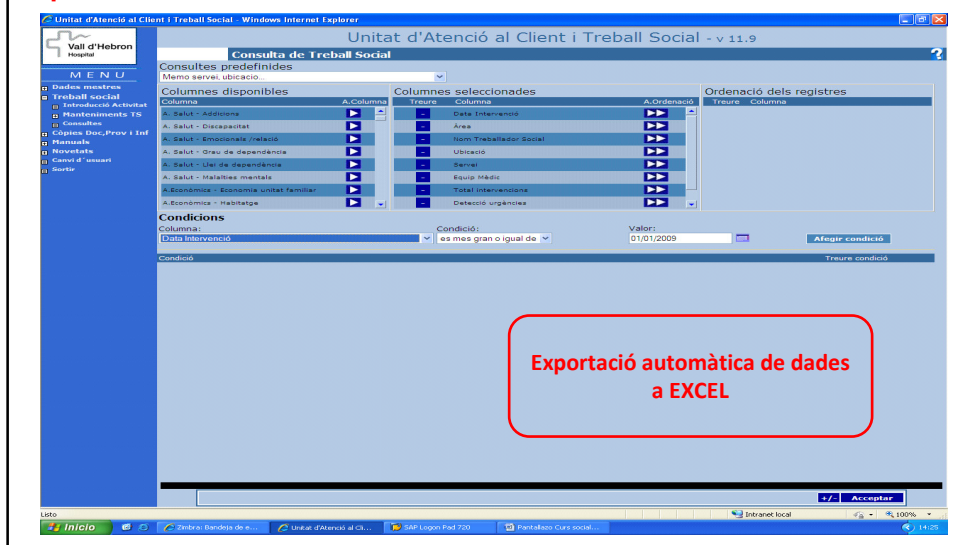 Unitat d'Atenció al Client i Treball Social - Windows Internet Explorer
Vall d'Hebron
Hospital
Unitat d'Atenció al Client i Treball Social - v 11.9
Consulta de Treball Social
?
M E N U
Dades mestres
Treball social
Introducció Activitat
Manteniments TS
Consultes
Còpies Doc,Prov i Inf
Manuals
Novetats
Canvi d'usuari
Sortir
Consultes predefinides
Memo servei, ubicacio...
Columnes disponibles
Columna A.Columna
A. Salut - Addicions
A. Salut - Discapacitat
A. Salut - Emocionals /relació
A. Salut - Grau de dependència
A. Salut - Llei de dependència
A. Salut - Malalties mentals
A.Econòmics - Economia unitat familiar
A.Econòmics - Habitatge
Columnes seleccionades
Treure Columna A.Ordenació
- Data Intervenció
- Àrea
- Nom Treballador Social
- Ubicació
- Servei
- Equip Mèdic
- Total intervencions
- Detecció urgències
Ordenació dels registres
Treure Columna
Condicions
Columna: Condició: Valor:
Data Intervenció es mes gran o igual de 01/01/2009 Afegir condició
Condició Treure condició
Exportació automàtica de dades
a EXCEL
+/- Acceptar
Listo Intranet local 100%
Inicio Zimbra: Bandeja de e... Unitat d'Atenció al Cli... SAP Logon Pad 720 Pantallazo Curs social... 14:25